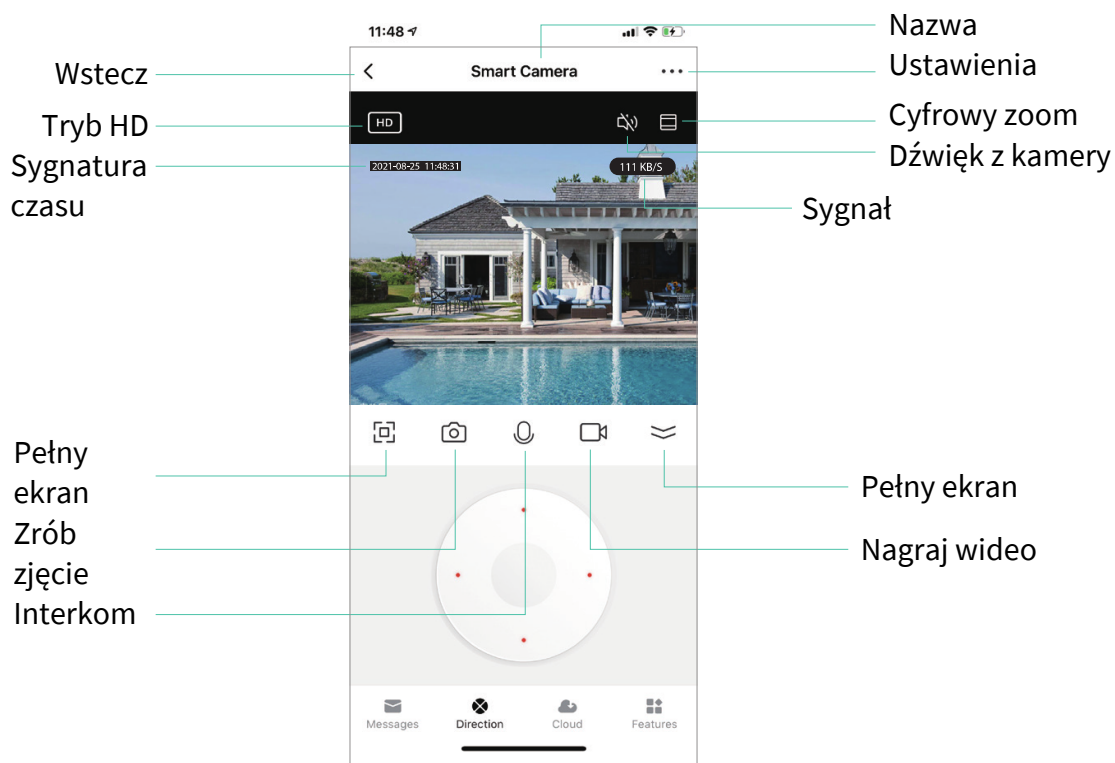 11:48
Nazwa
Wstecz
Smart Camera
Ustawienia
Tryb HD
HD
Cyfrowy zoom
Dźwięk z kamery
Sygnatura
czasu
2021-08-25 11:48:31
111 KB/S
Sygnał
Pełny
ekran
Zrób
zjęcie
Interkom
Pełny ekran
Nagraj wideo
Messages
Direction
Cloud
Features